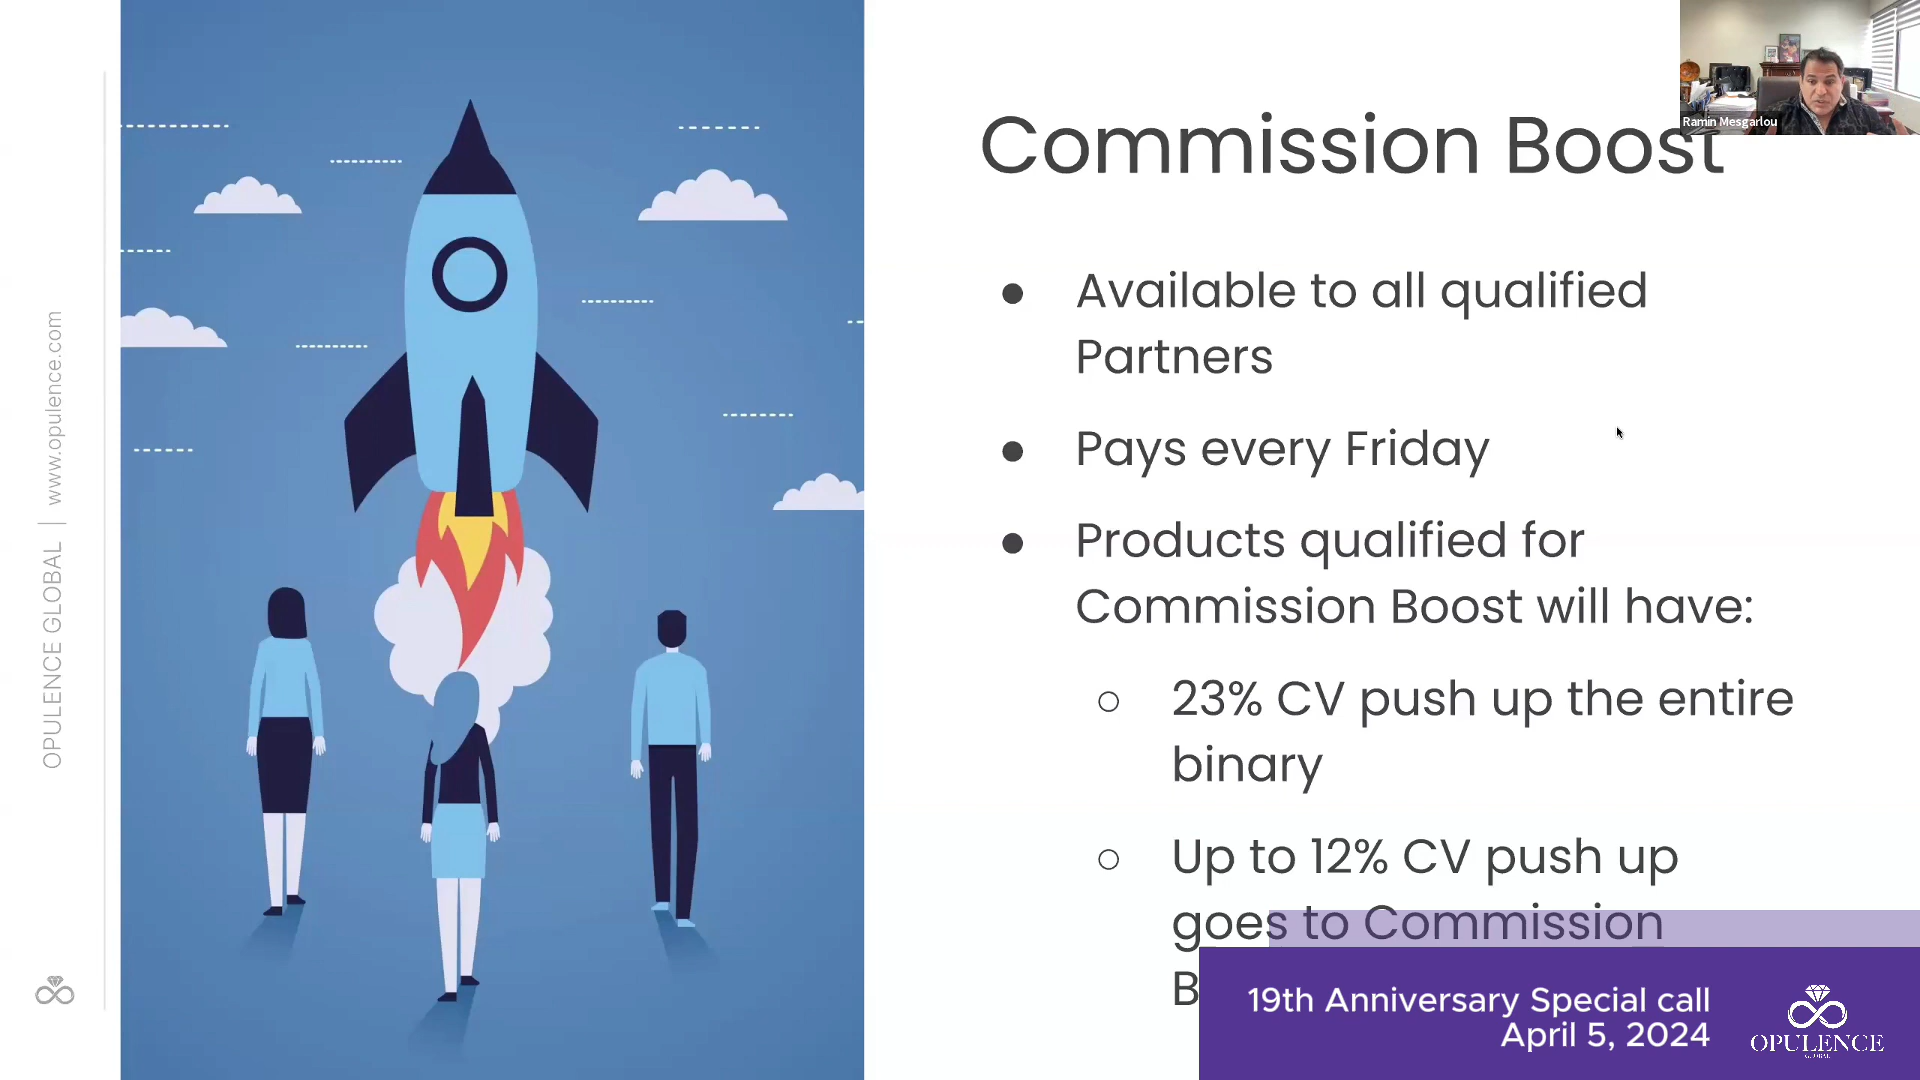 Commission Boost
Ramin Mesgarlou
● Available to all qualified
Partners
● Pays every Friday
● Products qualified for
Commission Boost will have:
○ 23% CV push up the entire
binary
○ Up to 12% CV push up
goes to Commission
B
19th Anniversary Special call
April 5, 2024
OPULENCE
GLOBAL
OPULENCE GLOBAL | www.opulence.com